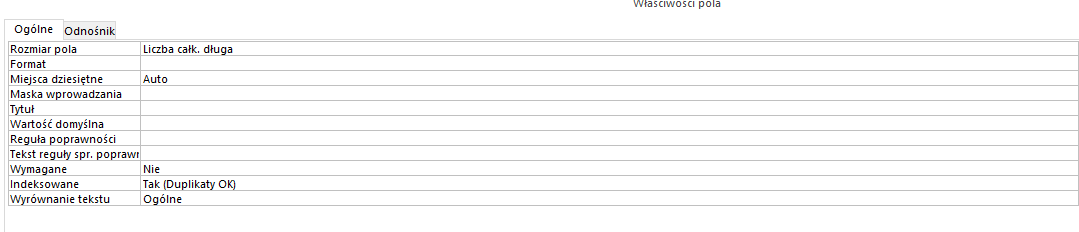 Właściwości pola
Ogólne Odnośnik
Rozmiar pola Liczba całk. długa
Format
Miejsca dziesiętne Auto
Maska wprowadzania
Tytuł
Wartość domyślna
Reguła poprawności
Tekst reguły spr. poprawn
Wymagane Nie
Indeksowane Tak (Duplikaty OK)
Wyrównanie tekstu Ogólne